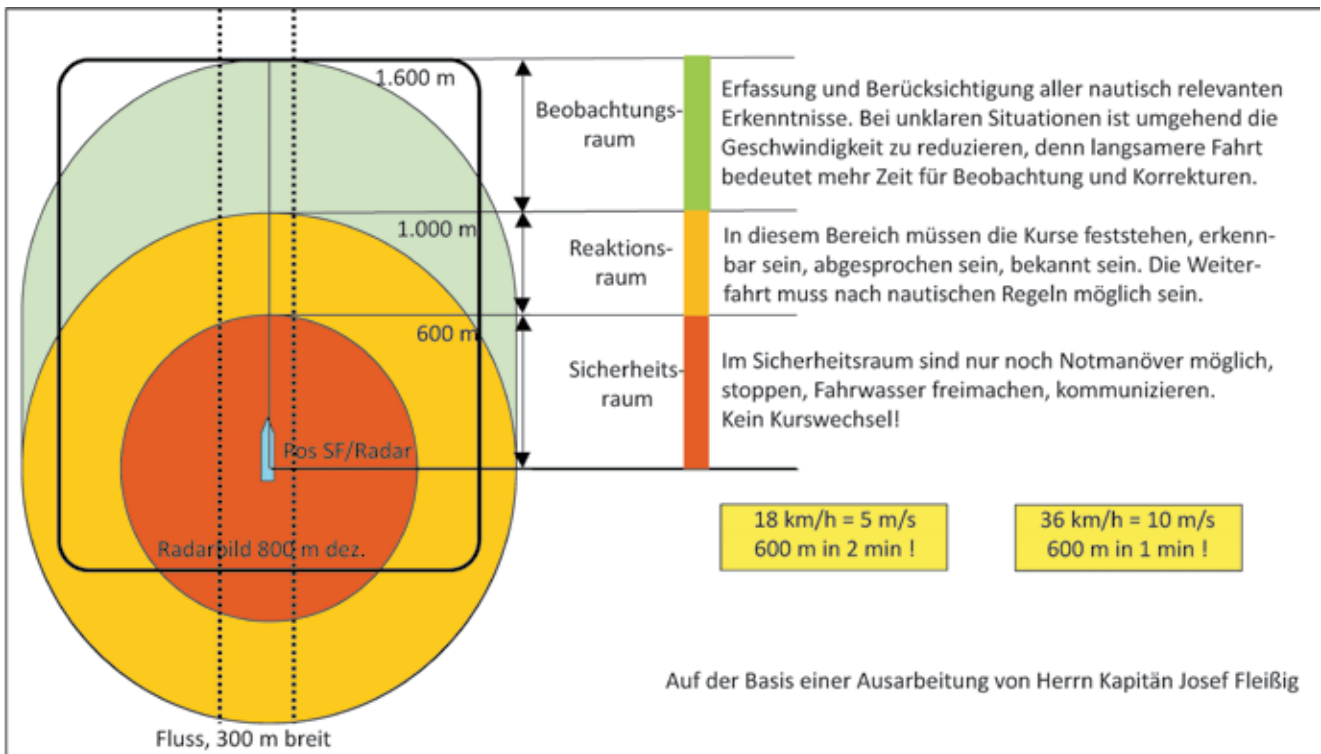 1.600 m
Beobachtungs-
raum
Erfassung und Berücksichtigung aller nautisch relevanten
Erkenntnisse. Bei unklaren Situationen ist umgehend die
Geschwindigkeit zu reduzieren, denn langsamere Fahrt
bedeutet mehr Zeit für Beobachtung und Korrekturen.
1.000 m
Reaktions-
raum
In diesem Bereich müssen die Kurse feststehen, erkenn-
bar sein, abgesprochen sein, bekannt sein. Die Weiter-
fahrt muss nach nautischen Regeln möglich sein.
600 m
Sicherheits-
raum
Im Sicherheitsraum sind nur noch Notmanöver möglich,
stoppen, Fahrwasser freimachen, kommunizieren.
Kein Kurswechsel!
Pos SF/Radar
Radarbild 800 m dez.
18 km/h = 5 m/s
600 m in 2 min !
36 km/h = 10 m/s
600 m in 1 min !
Auf der Basis einer Ausarbeitung von Herrn Kapitän Josef Fleißig
Fluss, 300 m breit